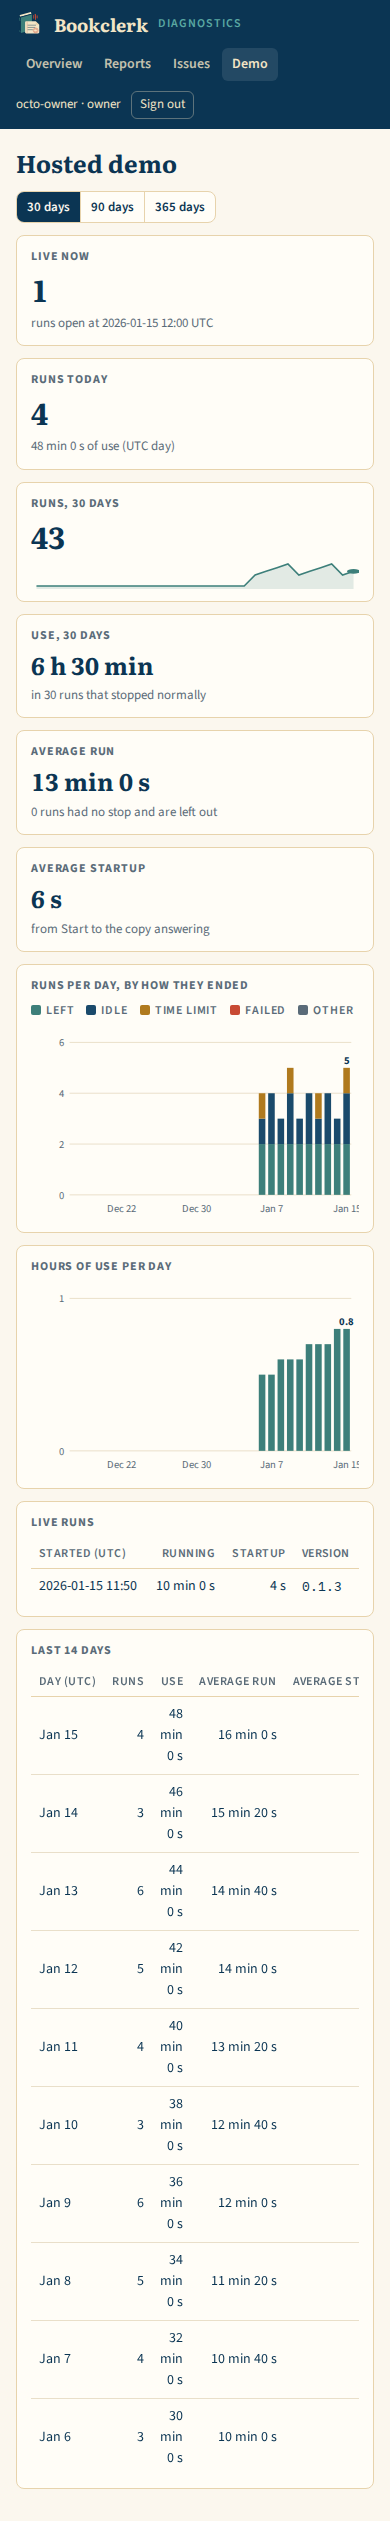 Bookclerk DIAGNOSTICS
Overview Reports Issues Demo
octo-owner · owner Sign out
Hosted demo
30 days 90 days 365 days
LIVE NOW
1
runs open at 2026-01-15 12:00 UTC
RUNS TODAY
4
48 min 0 s of use (UTC day)
RUNS, 30 DAYS
43
USE, 30 DAYS
6 h 30 min
in 30 runs that stopped normally
AVERAGE RUN
13 min 0 s
0 runs had no stop and are left out
AVERAGE STARTUP
6 s
from Start to the copy answering
RUNS PER DAY, BY HOW THEY ENDED
LEFT IDLE TIME LIMIT FAILED OTHER
6
5
4
2
0
Dec 22 Dec 30 Jan 7 Jan 15
HOURS OF USE PER DAY
1
0.8
0
Dec 22 Dec 30 Jan 7 Jan 15
LIVE RUNS
STARTED (UTC) RUNNING STARTUP VERSION
2026-01-15 11:50 10 min 0 s 4 s 0.1.3
LAST 14 DAYS
DAY (UTC) RUNS USE AVERAGE RUN AVERAGE ST
Jan 15 4 48 min 0 s 16 min 0 s
Jan 14 3 46 min 0 s 15 min 20 s
Jan 13 6 44 min 0 s 14 min 40 s
Jan 12 5 42 min 0 s 14 min 0 s
Jan 11 4 40 min 0 s 13 min 20 s
Jan 10 3 38 min 0 s 12 min 40 s
Jan 9 6 36 min 0 s 12 min 0 s
Jan 8 5 34 min 0 s 11 min 20 s
Jan 7 4 32 min 0 s 10 min 40 s
Jan 6 3 30 min 0 s 10 min 0 s